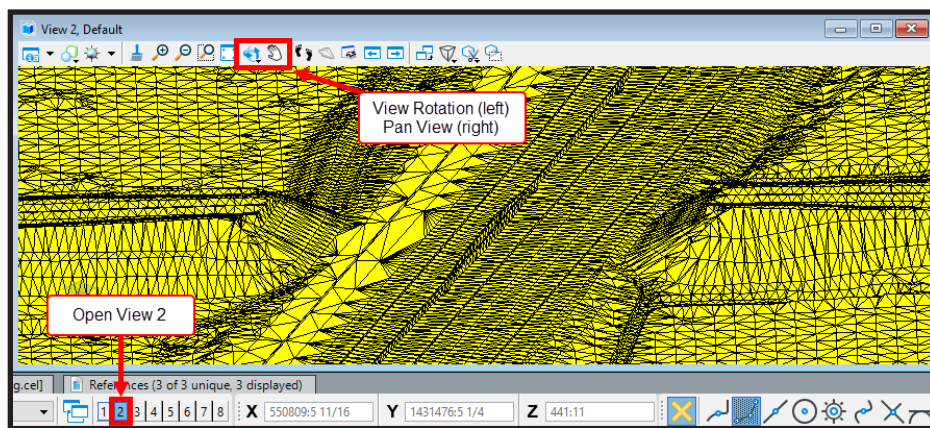 View 2, Default
View Rotation (left)
Pan View (right)
Open View 2
g.cel]
References (3 of 3 unique, 3 displayed)
1 2 3 4 5 6 7 8 X 550809:5 11/16 Y 1431476:5 1/4 Z 441:11